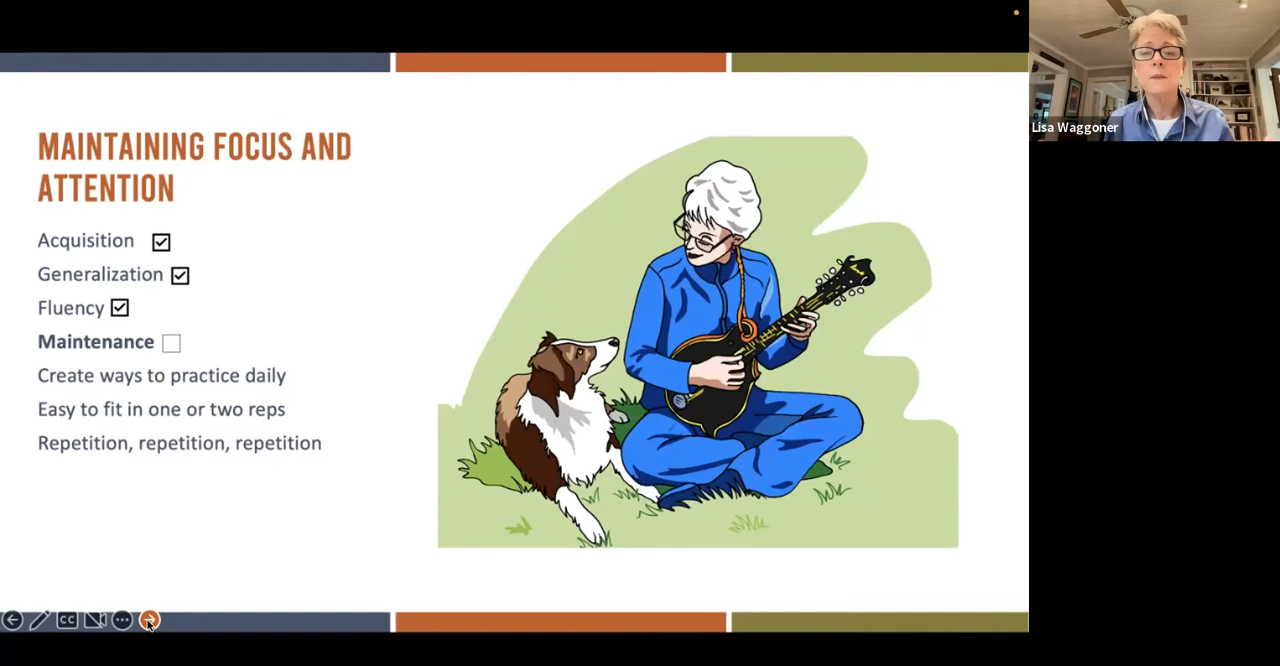 MAINTAINING FOCUS AND
ATTENTION
Acquisition
Generalization
Fluency
Maintenance
Create ways to practice daily
Easy to fit in one or two reps
Repetition, repetition, repetition
Lisa Waggoner
CC